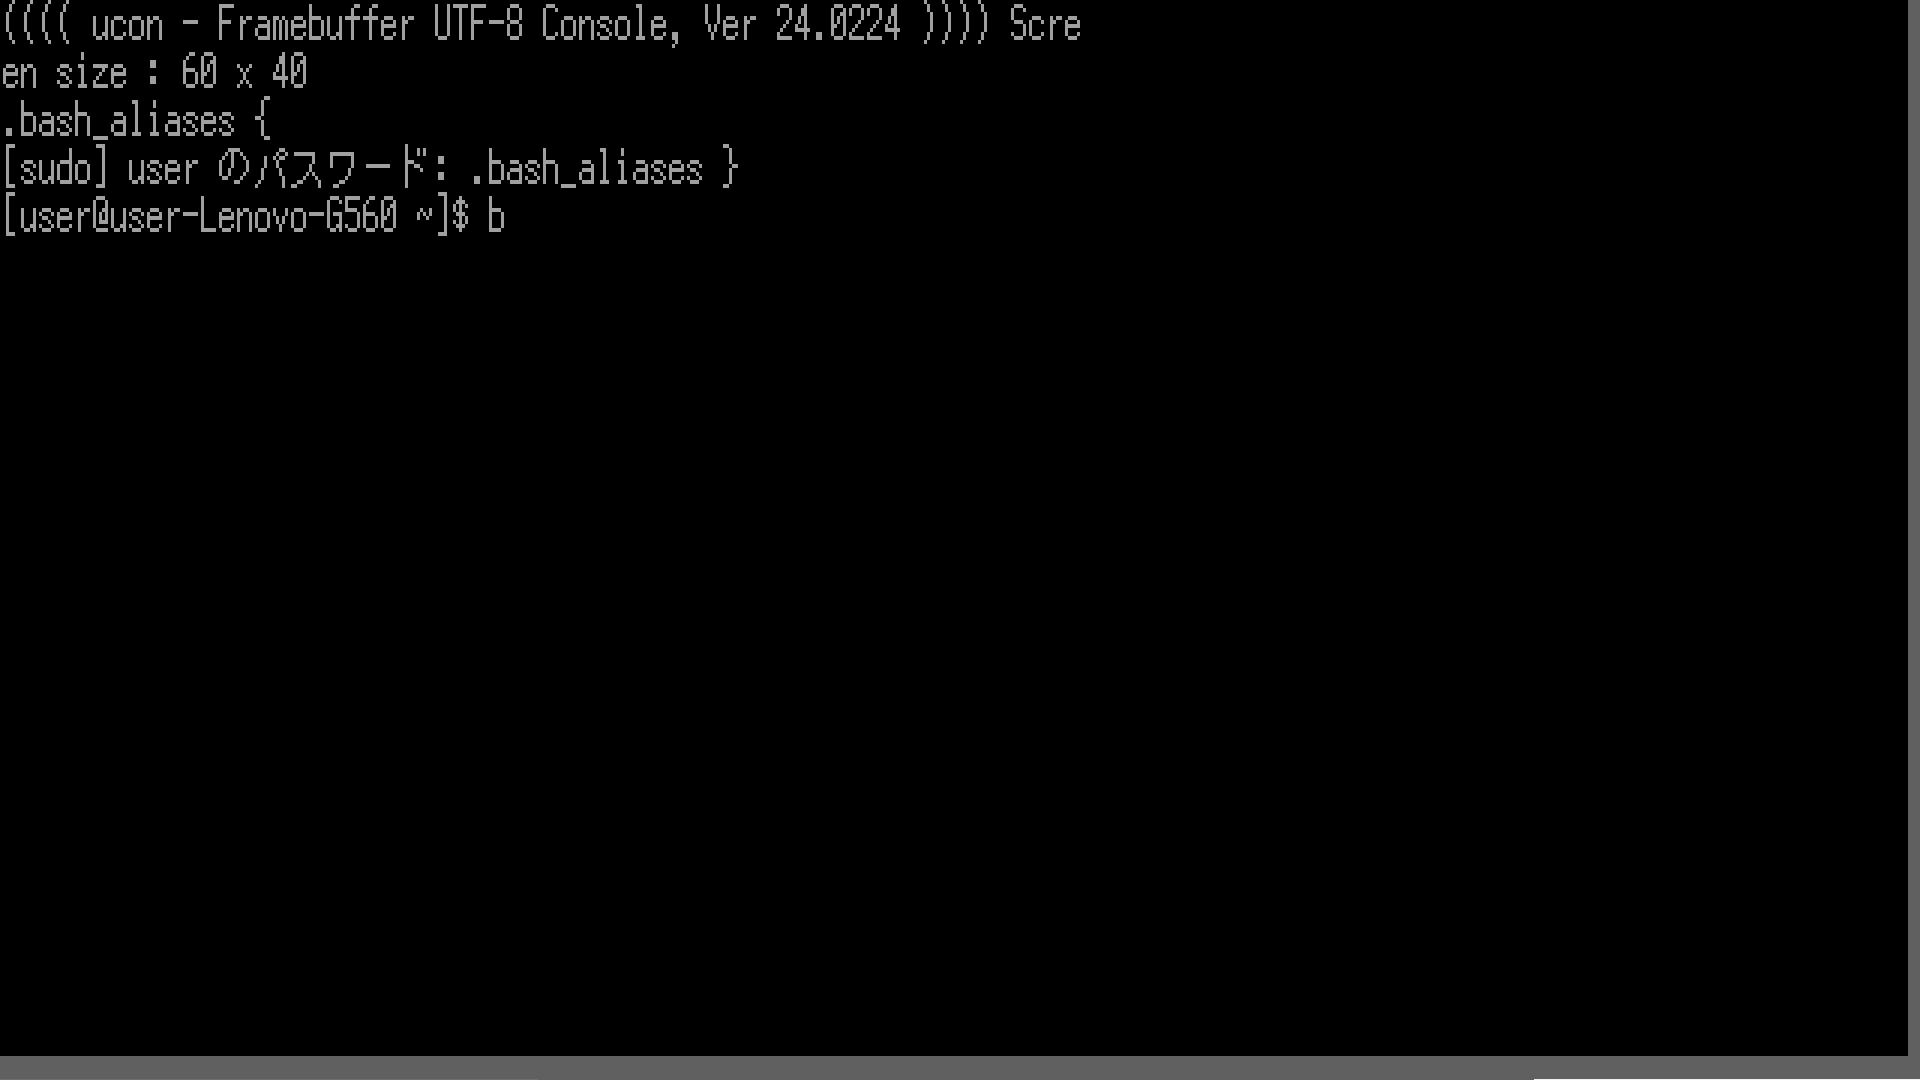 (((( ucon - Framebuffer UTF-8 Console, Ver 24.0224 )))) Scre
en size : 60 x 40
.bash_aliases {
[sudo] user のパスワード: .bash_aliases }
[user@user-Lenovo-G560 ~]$ b